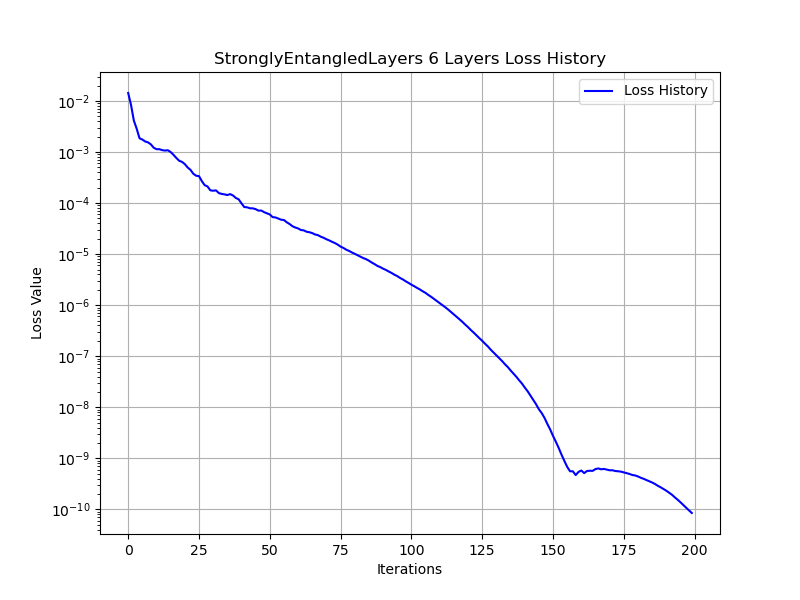 StronglyEntangledLayers 6 Layers Loss History
Loss History
Loss Value
10⁻²
10⁻³
10⁻⁴
10⁻⁵
10⁻⁶
10⁻⁷
10⁻⁸
10⁻⁹
10⁻¹⁰
0 25 50 75 100 125 150 175 200
Iterations